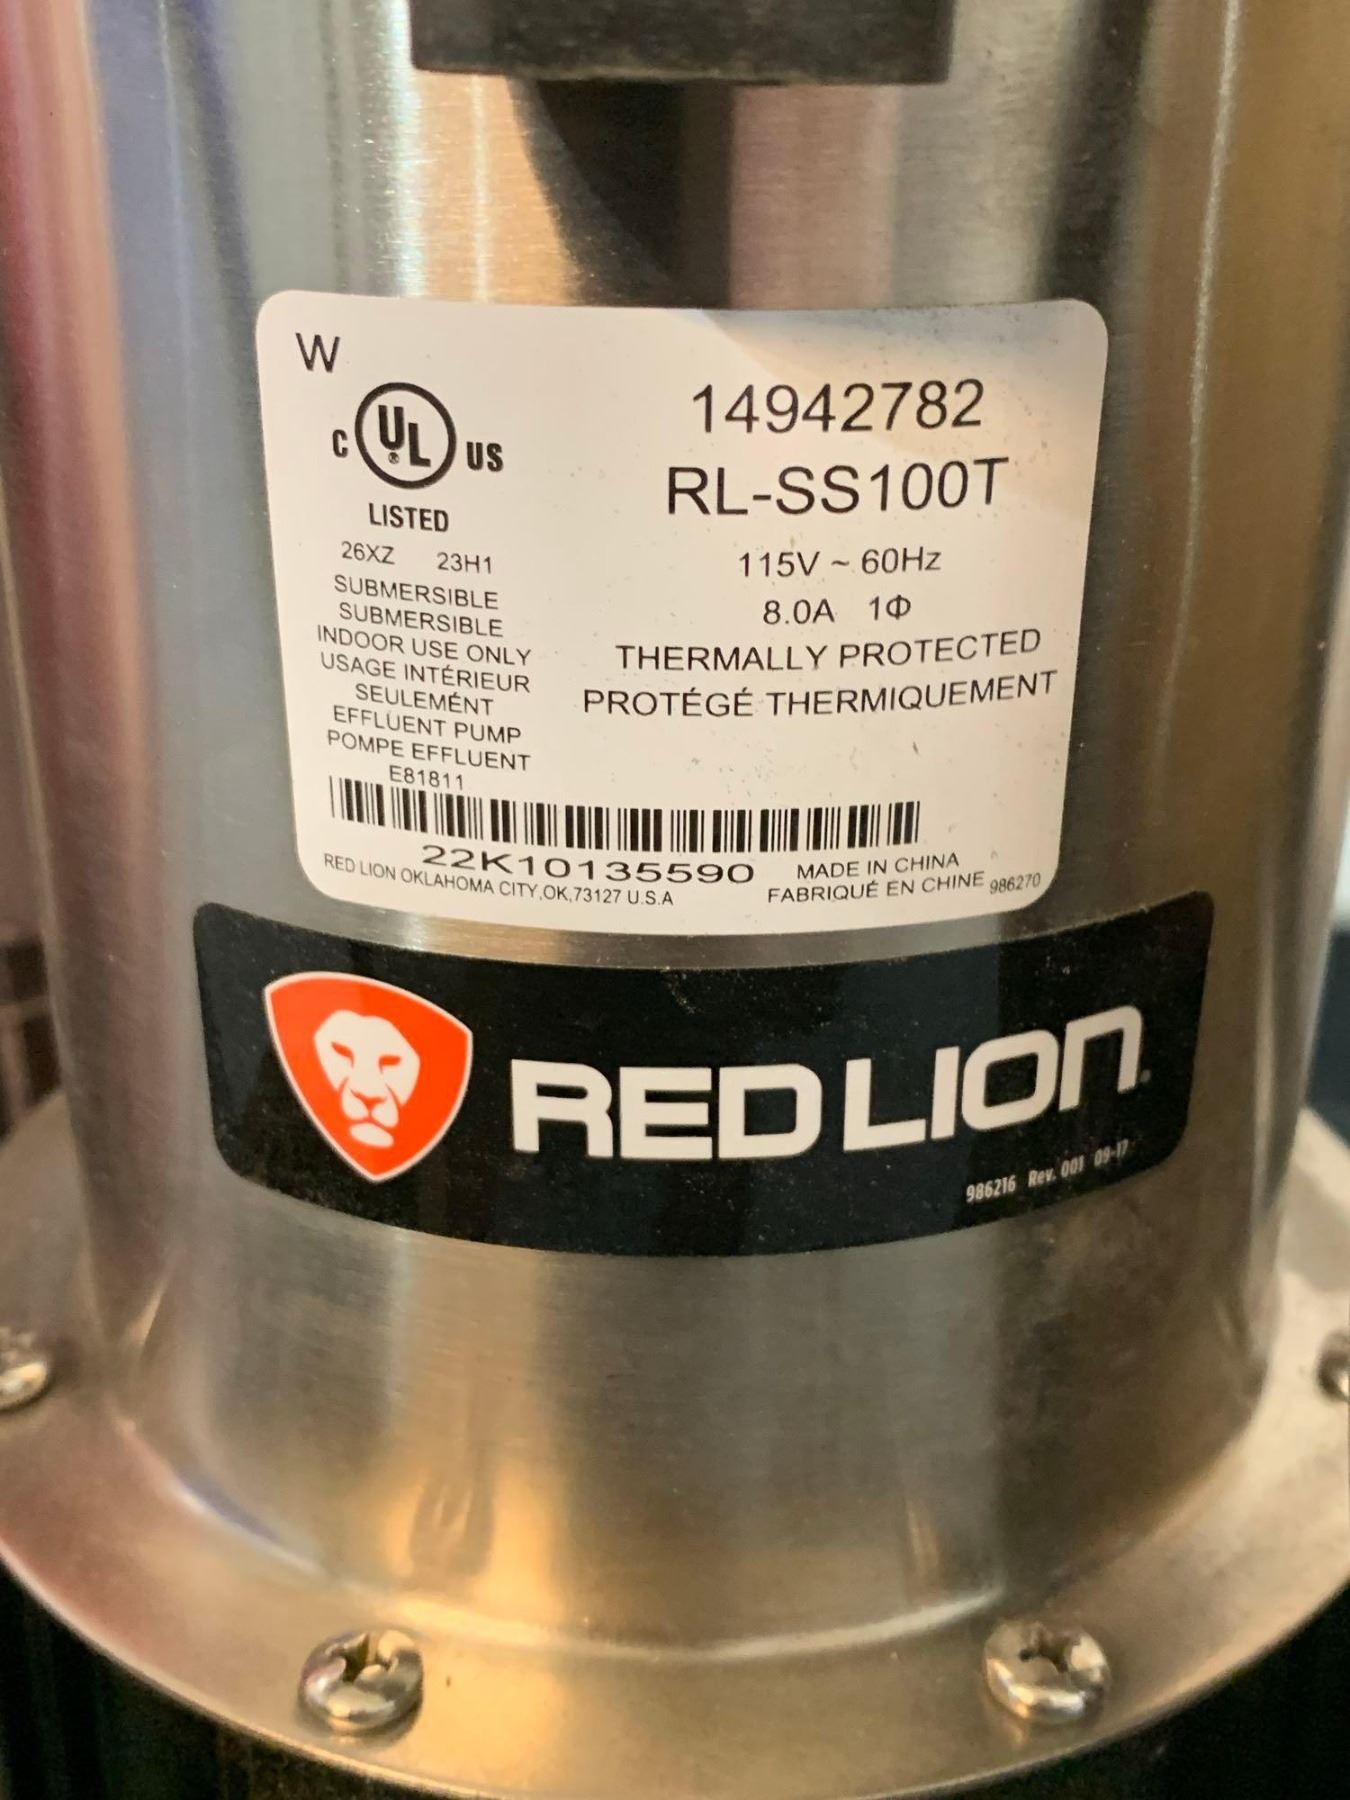 W
C UL ® US
LISTED
26XZ 23H1
SUBMERSIBLE
SUBMERSIBLE
INDOOR USE ONLY
USAGE INTÉRIEUR
SEULEMÉNT
EFFLUENT PUMP
POMPE EFFLUENT
E81811
14942782
RL-SS100T
115V ~ 60Hz
8.0A 1Φ
THERMALLY PROTECTED
PROTÉGÉ THERMIQUEMENT
22K10135590
RED LION OKLAHOMA CITY,OK,73127 U.S.A
MADE IN CHINA
FABRIQUÉ EN CHINE 986270
RED LION
986216 Rev. 001 09-17